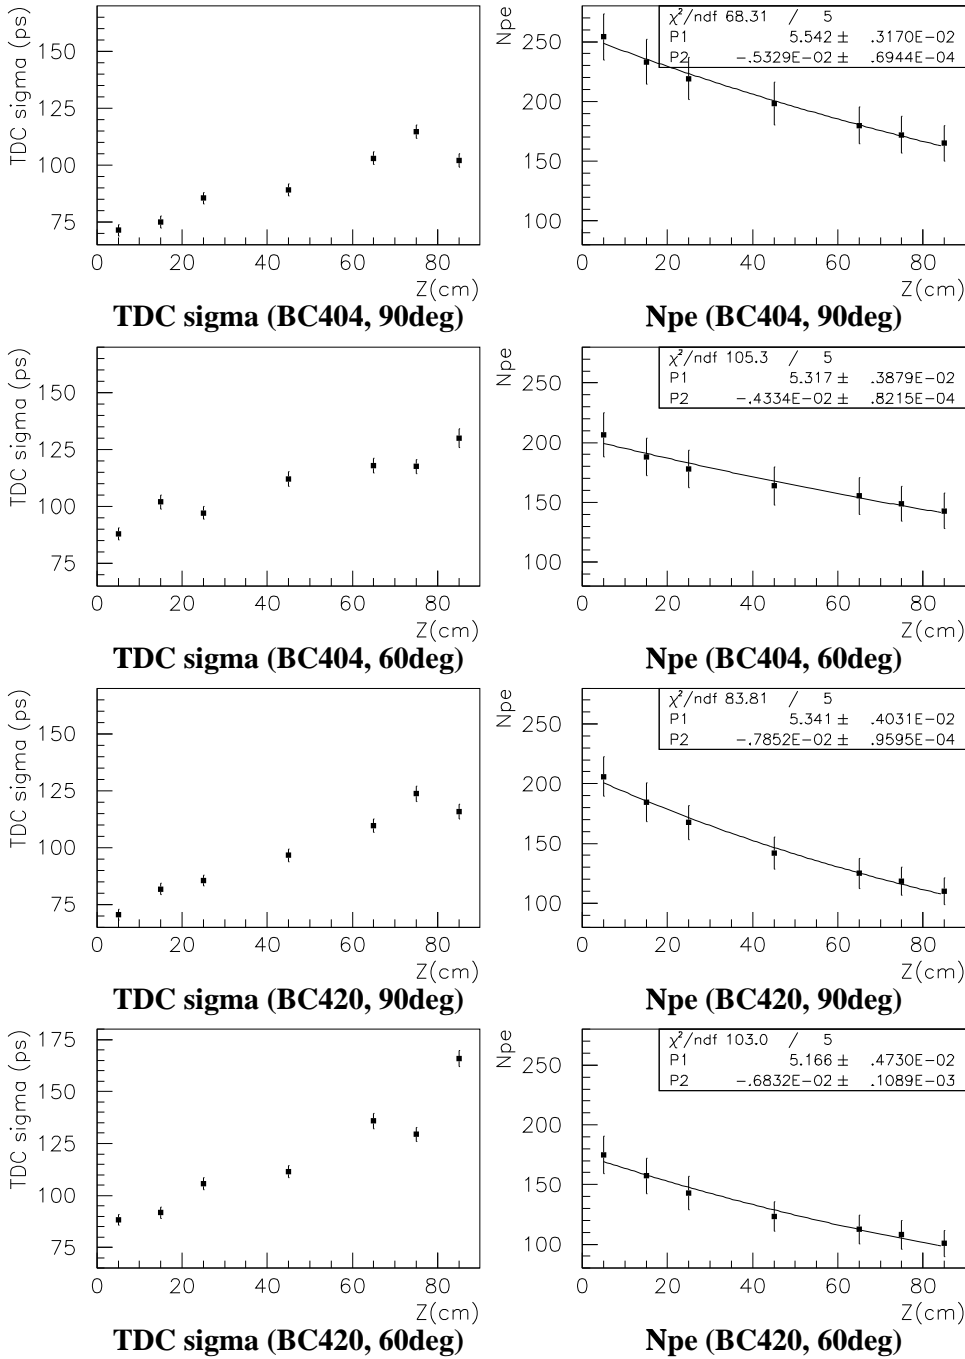 TDC sigma (ps)
150
125
100
75
0 20 40 60 80
Z(cm)
TDC sigma (BC404, 90deg)
Npe
250
200
150
100
χ²/ndf 68.31 / 5
P1 5.542 ± .3170E−02
P2 −.5329E−02 ± .6944E−04
0 20 40 60 80
Z(cm)
Npe (BC404, 90deg)
TDC sigma (ps)
150
125
100
75
0 20 40 60 80
Z(cm)
TDC sigma (BC404, 60deg)
Npe
250
200
150
100
χ²/ndf 105.3 / 5
P1 5.317 ± .3879E−02
P2 −.4334E−02 ± .8215E−04
0 20 40 60 80
Z(cm)
Npe (BC404, 60deg)
TDC sigma (ps)
150
125
100
75
0 20 40 60 80
Z(cm)
TDC sigma (BC420, 90deg)
Npe
250
200
150
100
χ²/ndf 83.81 / 5
P1 5.341 ± .4031E−02
P2 −.7852E−02 ± .9595E−04
0 20 40 60 80
Z(cm)
Npe (BC420, 90deg)
TDC sigma (ps)
175
150
125
100
75
0 20 40 60 80
Z(cm)
TDC sigma (BC420, 60deg)
Npe
250
200
150
100
χ²/ndf 103.0 / 5
P1 5.166 ± .4730E−02
P2 −.6832E−02 ± .1089E−03
0 20 40 60 80
Z(cm)
Npe (BC420, 60deg)